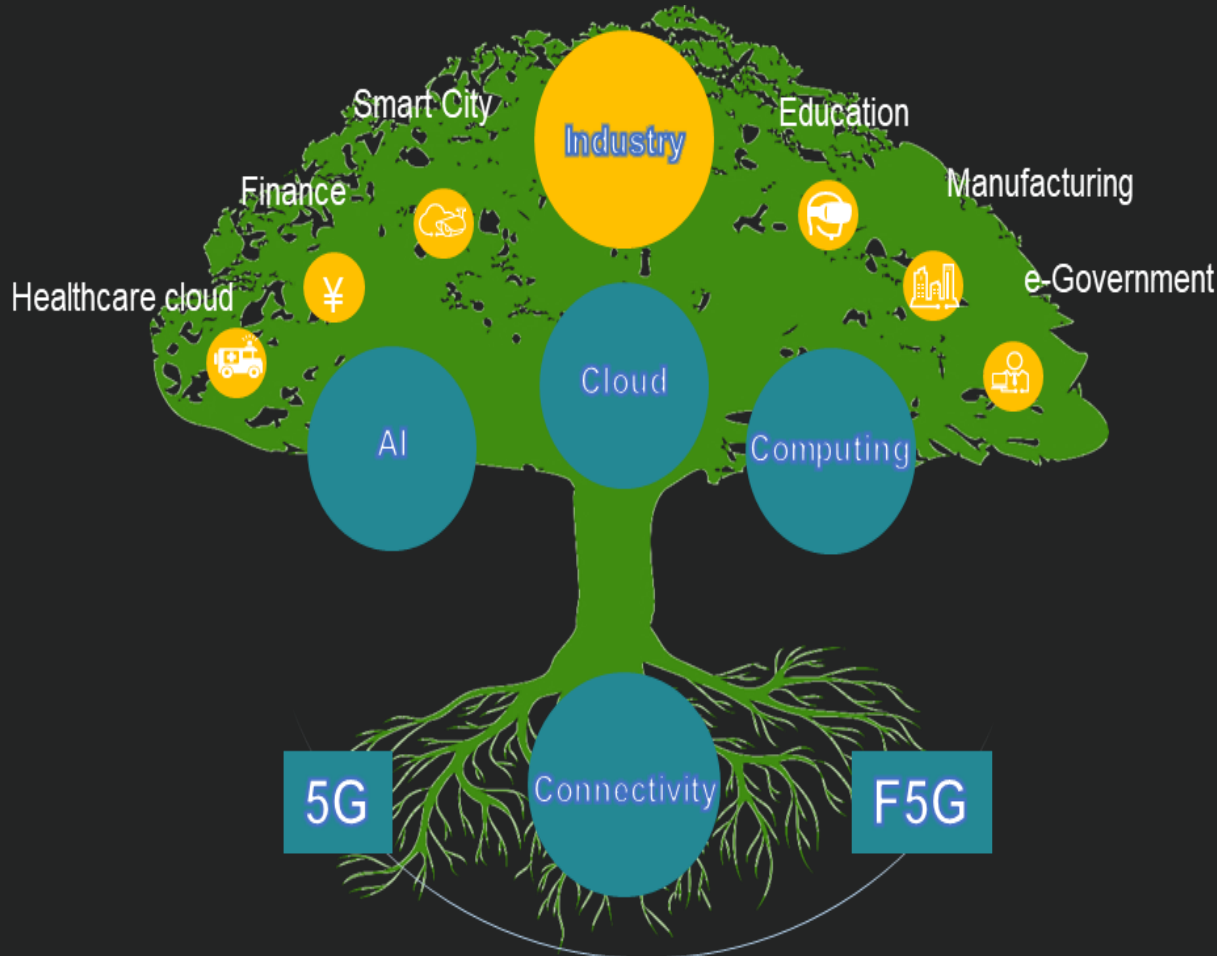 Smart City
Industry
Education
Finance
Manufacturing
Healthcare cloud
¥
e-Government
AI
Cloud
Computing
5G
Connectivity
F5G